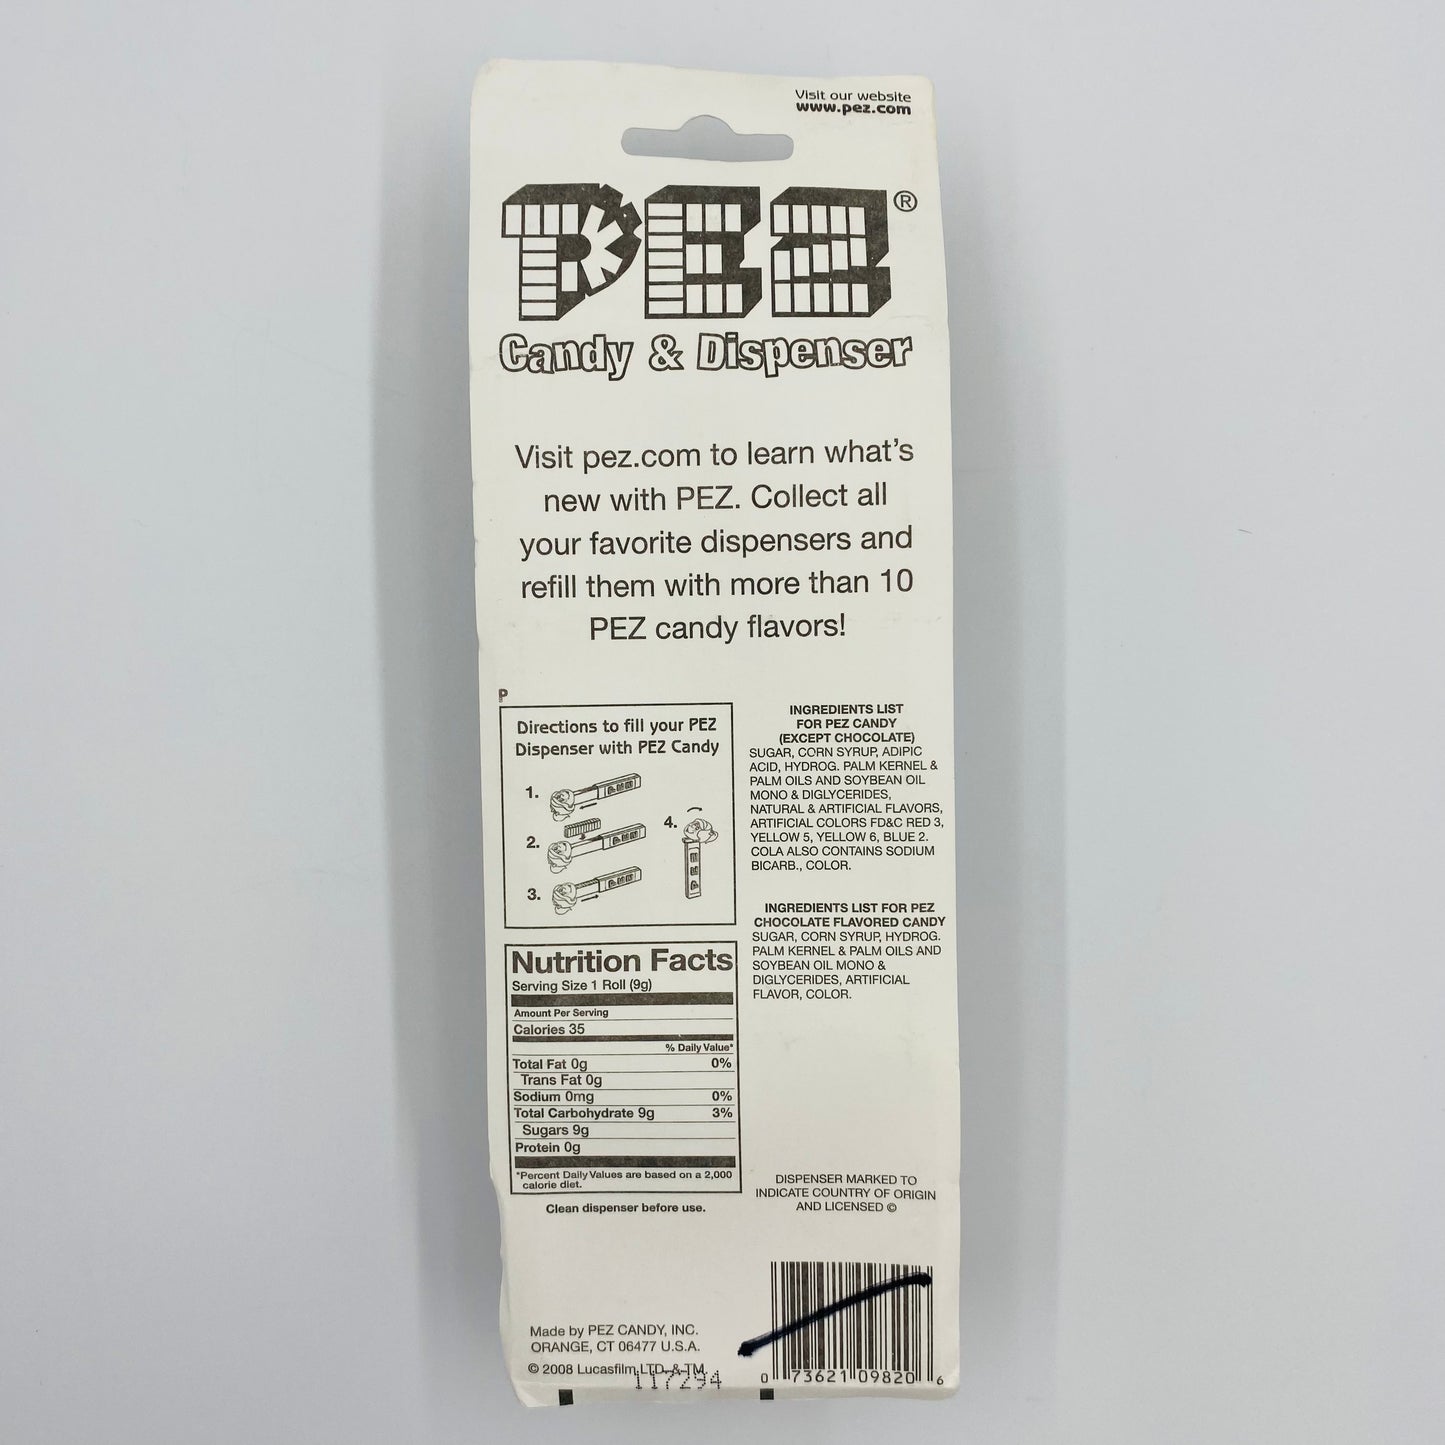 Visit our website
www.pez.com
PEZ®
Candy & Dispenser
Visit pez.com to learn what's
new with PEZ. Collect all
your favorite dispensers and
refill them with more than 10
PEZ candy flavors!
P
Directions to fill your PEZ
Dispenser with PEZ Candy
1.
2.
3.
4.
INGREDIENTS LIST
FOR PEZ CANDY
(EXCEPT CHOCOLATE)
SUGAR, CORN SYRUP, ADIPIC
ACID, HYDROG. PALM KERNEL &
PALM OILS AND SOYBEAN OIL
MONO & DIGLYCERIDES,
NATURAL & ARTIFICIAL FLAVORS,
ARTIFICIAL COLORS FD&C RED 3,
YELLOW 5, YELLOW 6, BLUE 2.
COLA ALSO CONTAINS SODIUM
BICARB., COLOR.
INGREDIENTS LIST FOR PEZ
CHOCOLATE FLAVORED CANDY
SUGAR, CORN SYRUP, HYDROG.
PALM KERNEL & PALM OILS AND
SOYBEAN OIL MONO &
DIGLYCERIDES, ARTIFICIAL
FLAVOR, COLOR.
Nutrition Facts
Serving Size 1 Roll (9g)
Amount Per Serving
Calories 35
% Daily Value*
Total Fat 0g 0%
Trans Fat 0g
Sodium 0mg 0%
Total Carbohydrate 9g 3%
Sugars 9g
Protein 0g
*Percent Daily Values are based on a 2,000
calorie diet.
Clean dispenser before use.
DISPENSER MARKED TO
INDICATE COUNTRY OF ORIGIN
AND LICENSED ©
Made by PEZ CANDY, INC.
ORANGE, CT 06477 U.S.A.
© 2008 Lucasfilm LTD. & TM.
117294
0 73621 09820 6